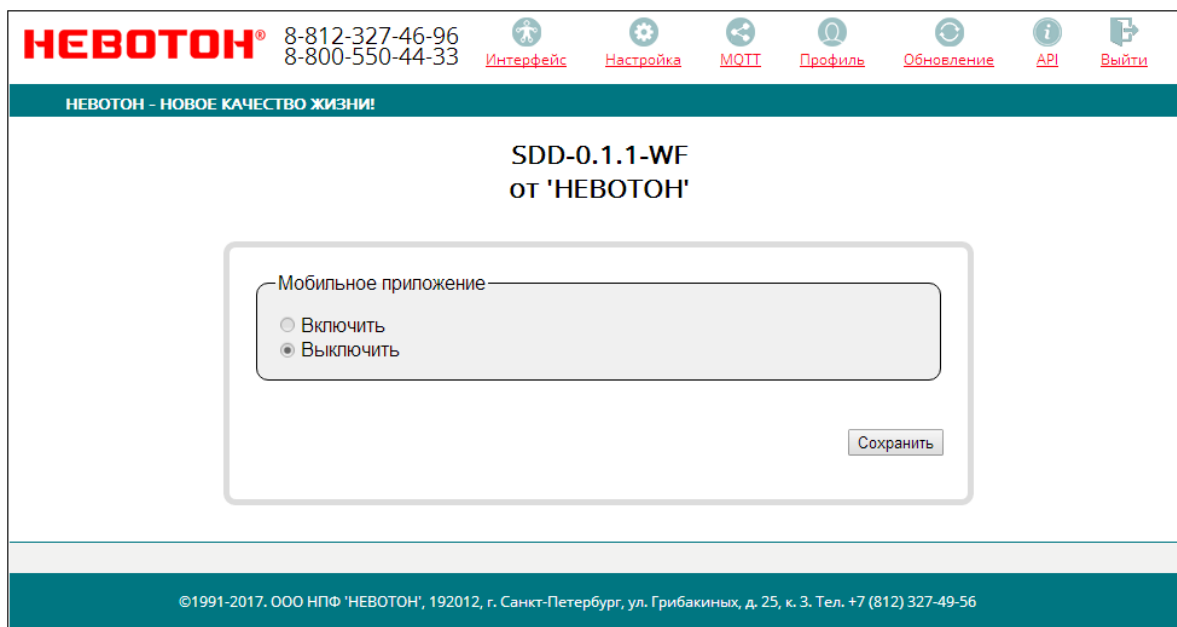 НЕВОТОН®
8-812-327-46-96
8-800-550-44-33
Интерфейс Настройка MQTT Профиль Обновление API Выйти
НЕВОТОН – НОВОЕ КАЧЕСТВО ЖИЗНИ!
SDD-0.1.1-WF
от 'НЕВОТОН'
Мобильное приложение
Включить
Выключить
Сохранить
©1991-2017. ООО НПФ 'НЕВОТОН', 192012, г. Санкт-Петербург, ул. Грибакиных, д. 25, к. 3. Тел. +7 (812) 327-49-56